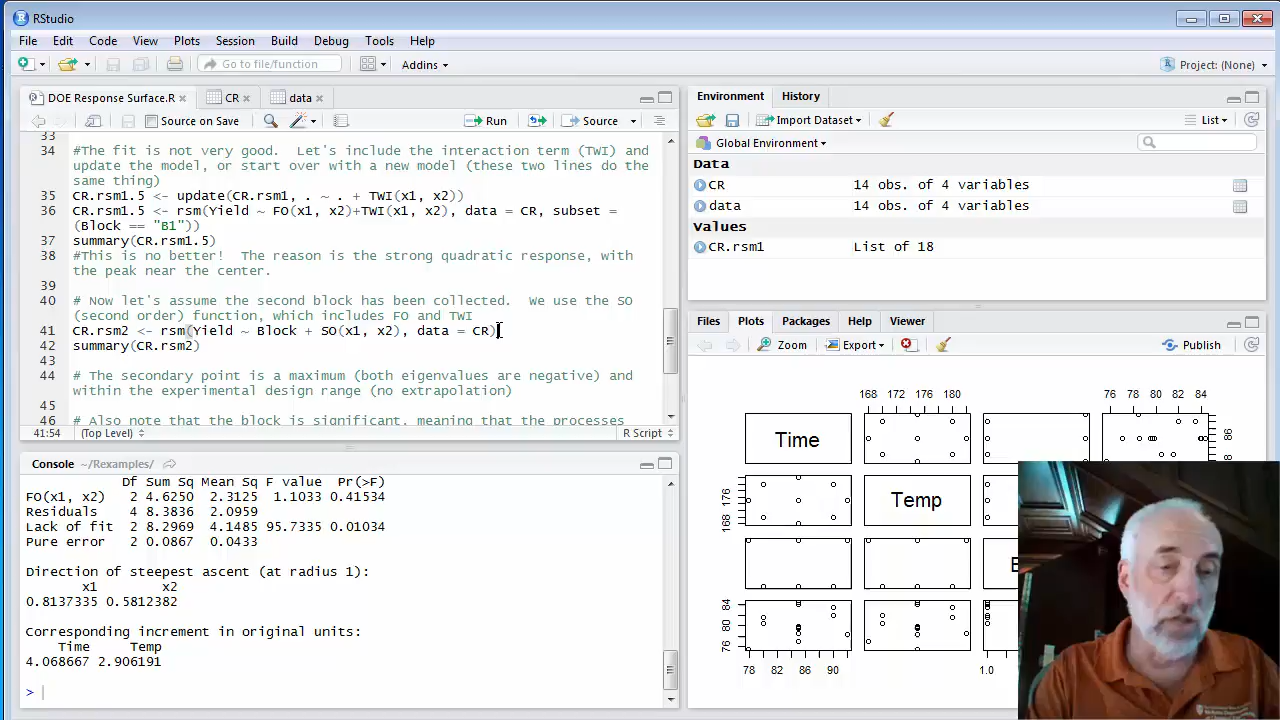 RStudio
File Edit Code View Plots Session Build Debug Tools Help
Go to file/function Addins Project: (None)
DOE Response Surface.R CR data
Source on Save Run Source
33
34 #The fit is not very good. Let's include the interaction term (TWI) and
update the model, or start over with a new model (these two lines do the
same thing)
35 CR.rsm1.5 <- update(CR.rsm1, . ~ . + TWI(x1, x2))
36 CR.rsm1.5 <- rsm(Yield ~ FO(x1, x2)+TWI(x1, x2), data = CR, subset =
(Block == "B1"))
37 summary(CR.rsm1.5)
38 #This is no better! The reason is the strong quadratic response, with
the peak near the center.
39
40 # Now let's assume the second block has been collected. We use the SO
(second order) function, which includes FO and TWI
41 CR.rsm2 <- rsm(Yield ~ Block + SO(x1, x2), data = CR)
42 summary(CR.rsm2)
43
44 # The secondary point is a maximum (both eigenvalues are negative) and
within the experimental design range (no extrapolation)
45
46 # Also note that the block is significant, meaning that the processes
41:54 (Top Level) R Script
Console ~/Rexamples/
Df Sum Sq Mean Sq F value Pr(>F)
FO(x1, x2) 2 4.6250 2.3125 1.1033 0.41534
Residuals 4 8.3836 2.0959
Lack of fit 2 8.2969 4.1485 95.7335 0.01034
Pure error 2 0.0867 0.0433
Direction of steepest ascent (at radius 1):
x1 x2
0.8137335 0.5812382
Corresponding increment in original units:
Time Temp
4.068667 2.906191
>
Environment History
Import Dataset List
Global Environment
Data
CR 14 obs. of 4 variables
data 14 obs. of 4 variables
Values
CR.rsm1 List of 18
Files Plots Packages Help Viewer
Zoom Export Publish
168 172 176 180 76 78 80 82 84
Time
86
Temp
168 176
76 80 84
78 82 86 90 1.0